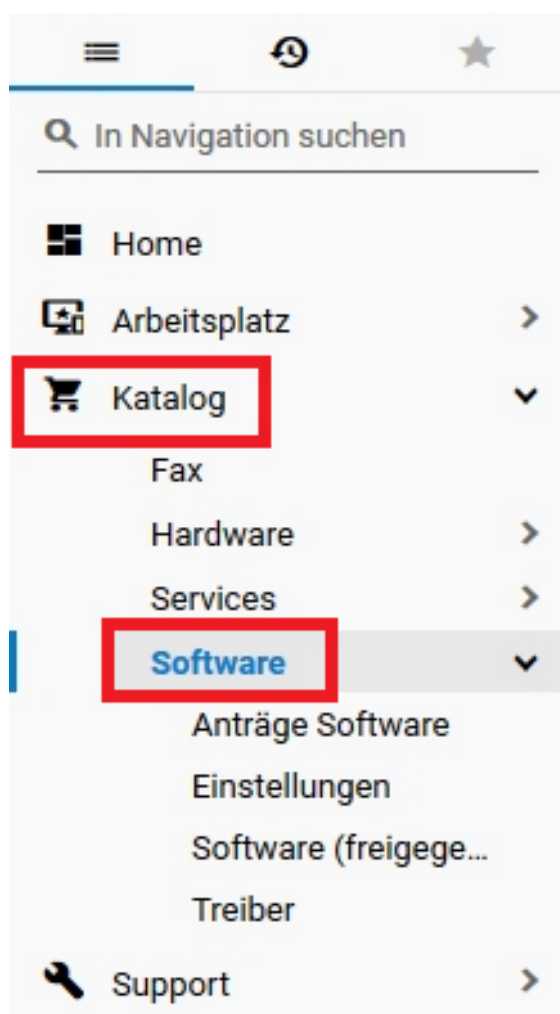 In Navigation suchen
Home
Arbeitsplatz
Katalog
Fax
Hardware
Services
Software
Anträge Software
Einstellungen
Software (freigege...
Treiber
Support